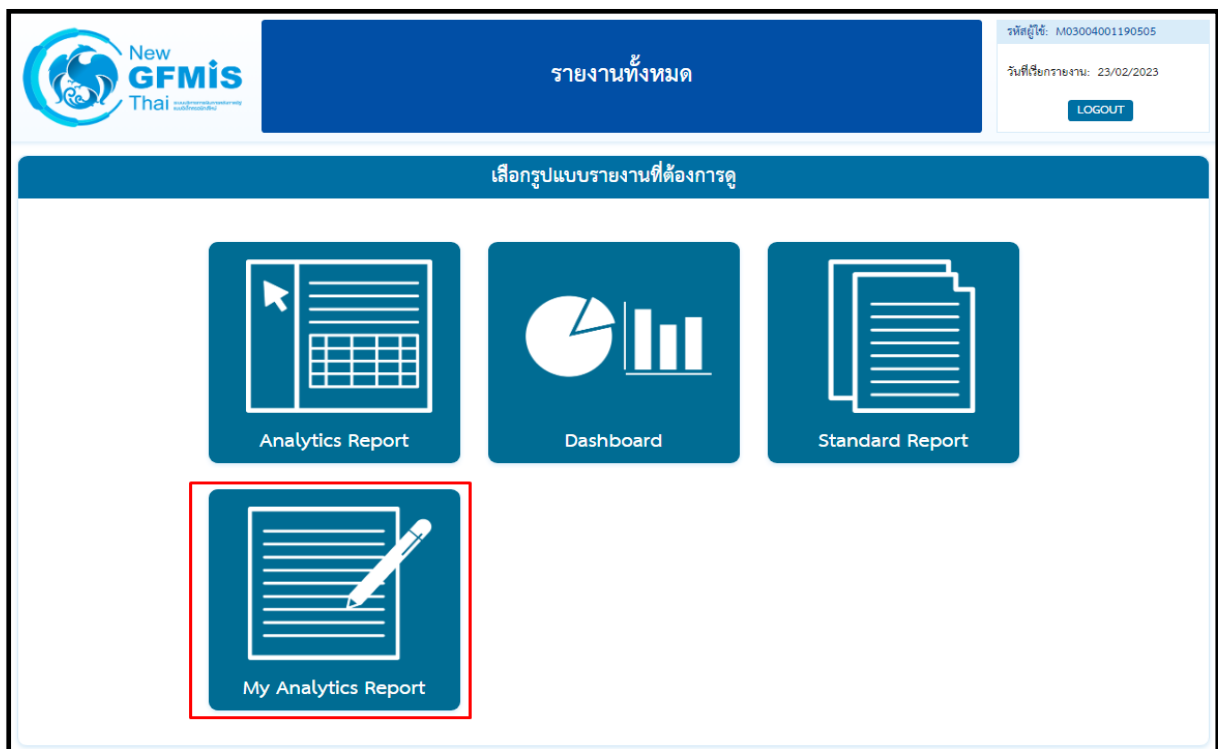 New
GFMIS
Thai
รายงานทั้งหมด
รหัสผู้ใช้: M03004001190505
วันที่เรียกรายงาน: 23/02/2023
LOGOUT
เลือกรูปแบบรายงานที่ต้องการดู
Analytics Report
Dashboard
Standard Report
My Analytics Report